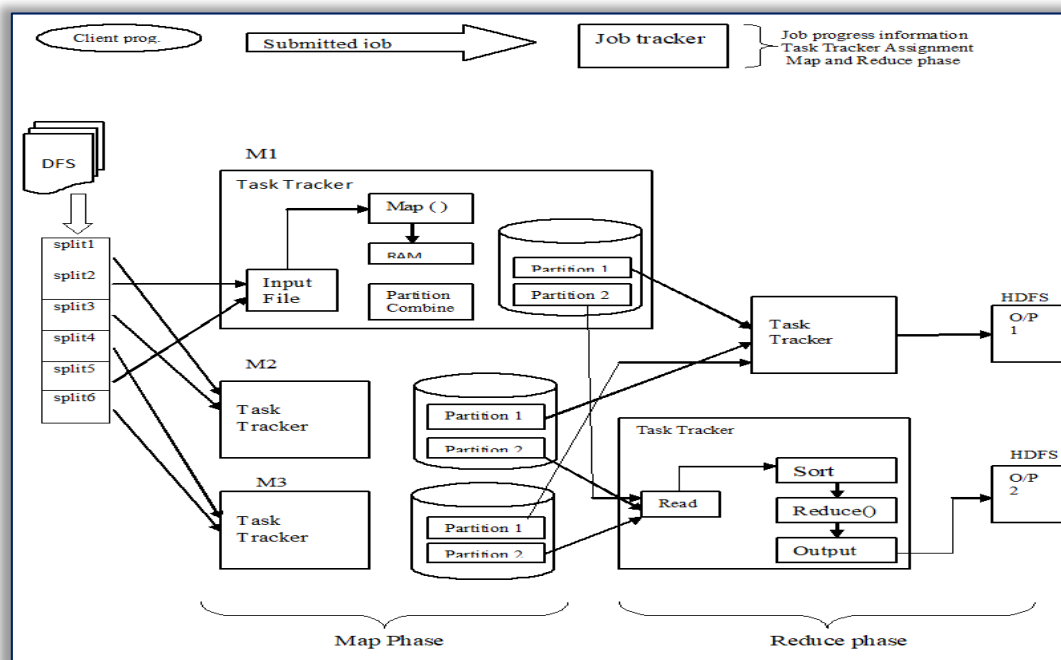 Client prog.
Submitted iob
Job tracker
Job progress information
Task Tracker Assignment
Map and Reduce phase
DFS
split1
split2
split3
split4
split5
split6
M1
Task Tracker
Map ( )
RAM
Input
File
Partition
Combine
Partition 1
Partition 2
M2
Task
Tracker
Partition 1
Partition 2
M3
Task
Tracker
Partition 1
Partition 2
Task
Tracker
HDFS
O/P
1
Task Tracker
Read
Sort
Reduce()
Output
HDFS
O/P
2
Map Phase
Reduce phase